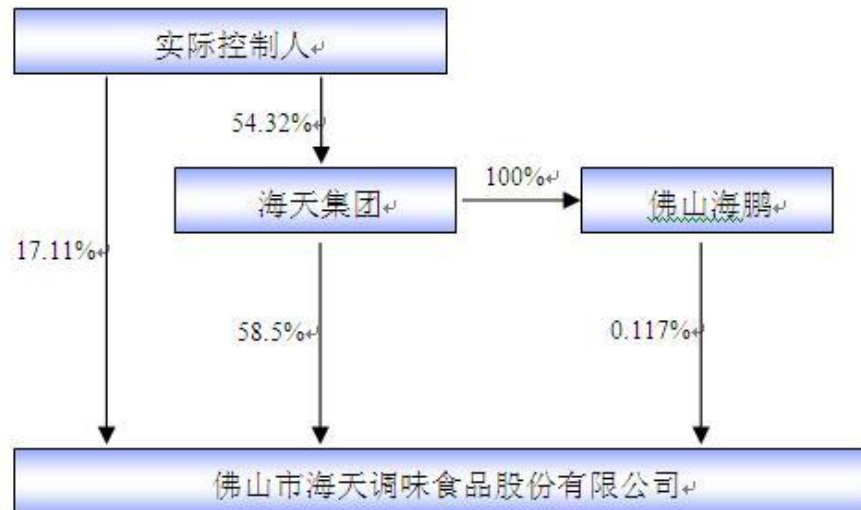 实际控制人
54.32%
海天集团
100%
佛山海鹏
17.11%
58.5%
0.117%
佛山市海天调味食品股份有限公司